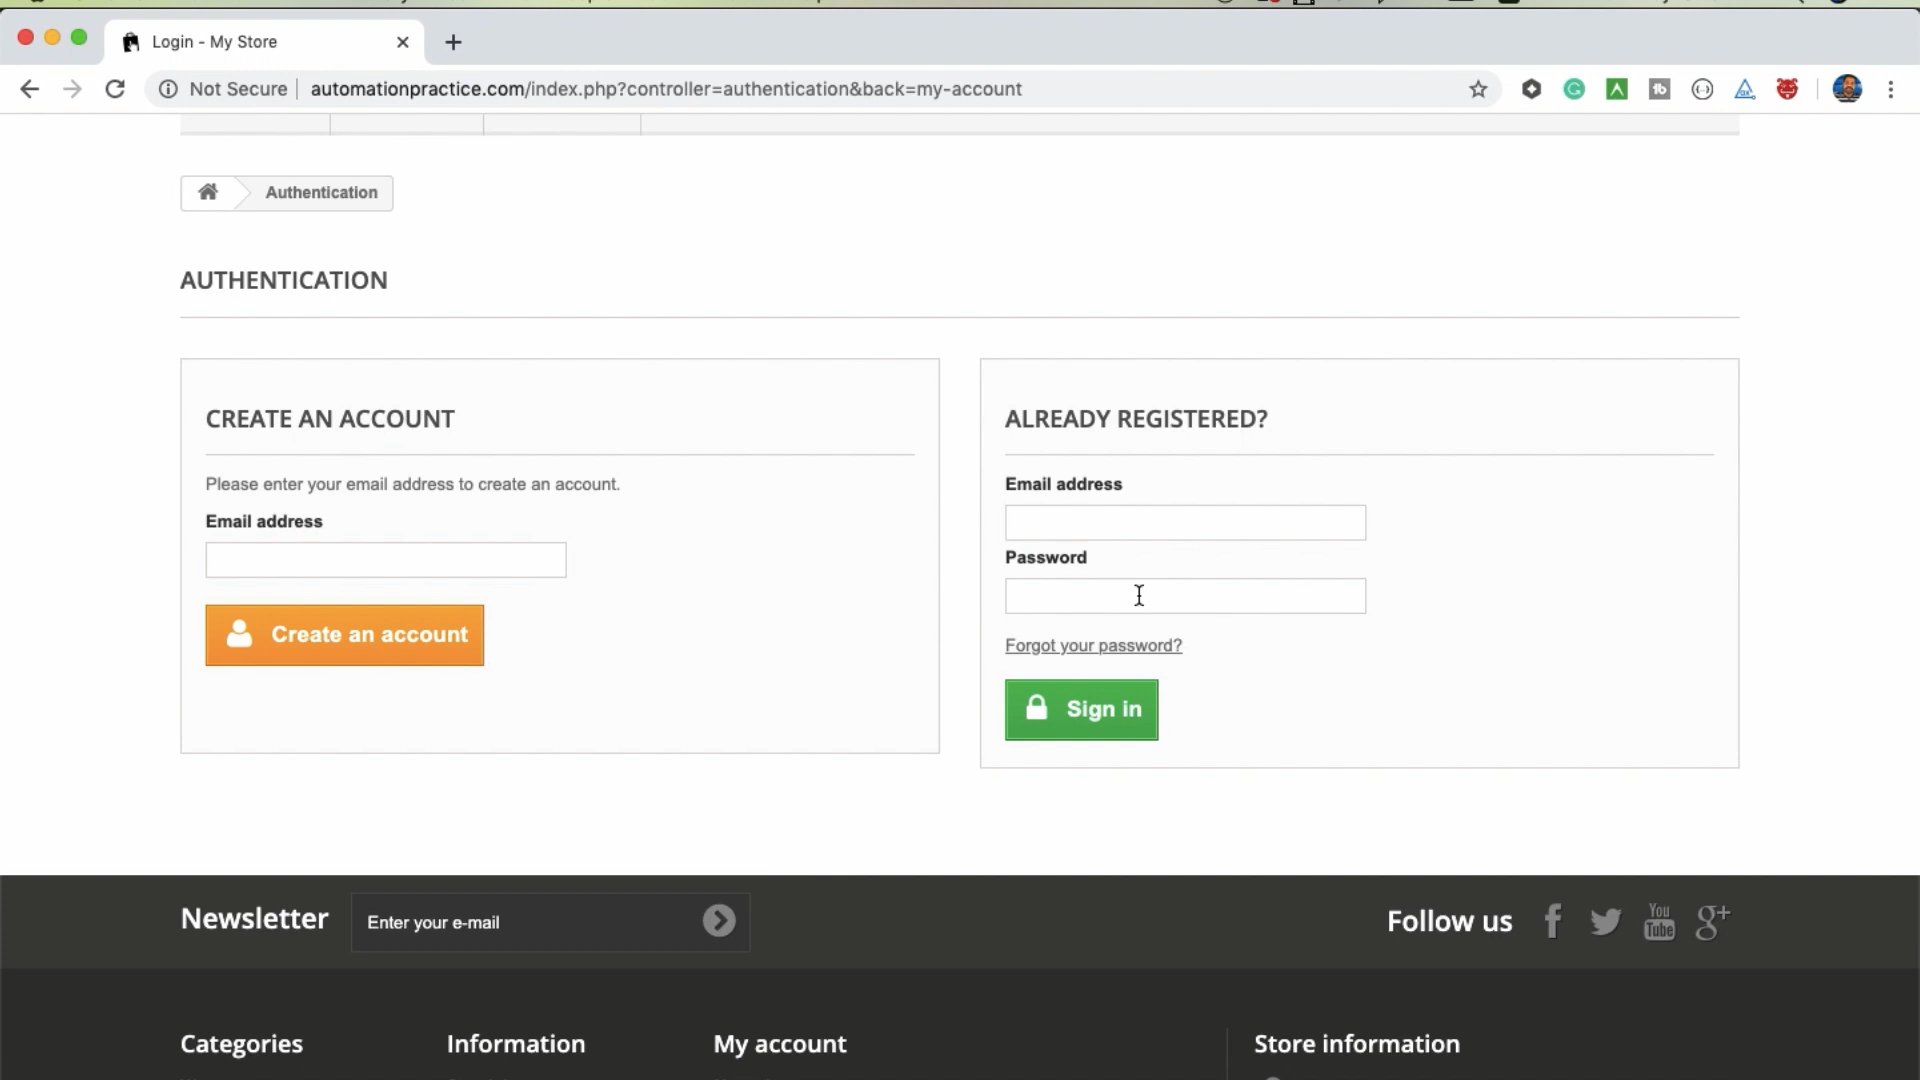 Login - My Store
Not Secure
automationpractice.com/index.php?controller=authentication&back=my-account
Authentication
AUTHENTICATION
CREATE AN ACCOUNT
Please enter your email address to create an account.
Email address
Create an account
ALREADY REGISTERED?
Email address
Password
Forgot your password?
Sign in
Newsletter
Enter your e-mail
Follow us
You
Tube
g+
Categories
Information
My account
Store information